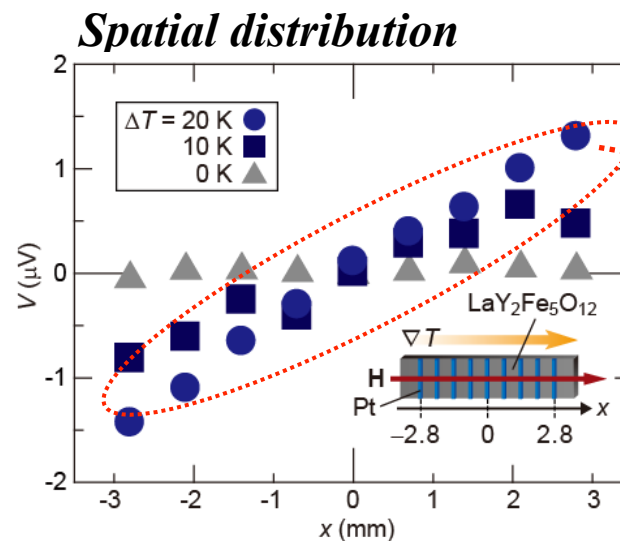 Spatial distribution
2
1
0
-1
-2
V (μV)
ΔT = 20 K
10 K
0 K
LaY₂Fe₅O₁₂
∇ T
H
Pt
x
−2.8
0
2.8
-3
-2
-1
0
1
2
3
x (mm)